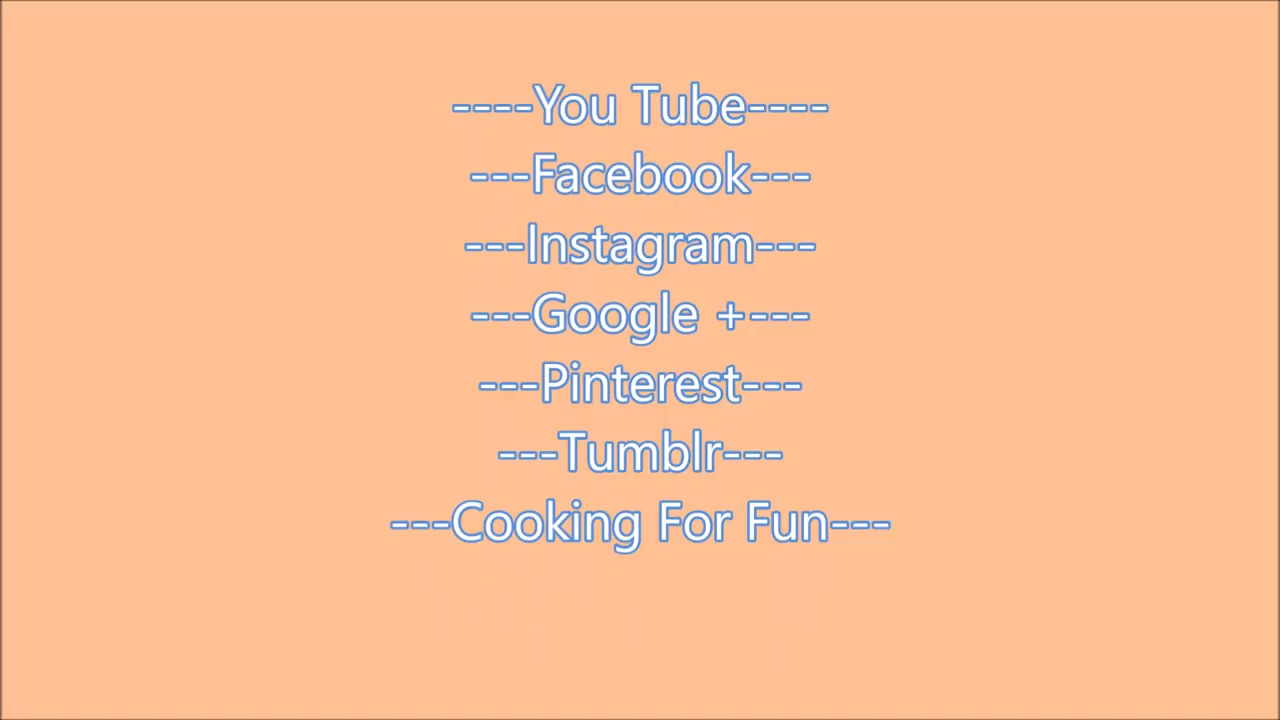 ----You Tube----
---Facebook---
---Instagram---
---Google +---
---Pinterest---
---Tumblr---
---Cooking For Fun---